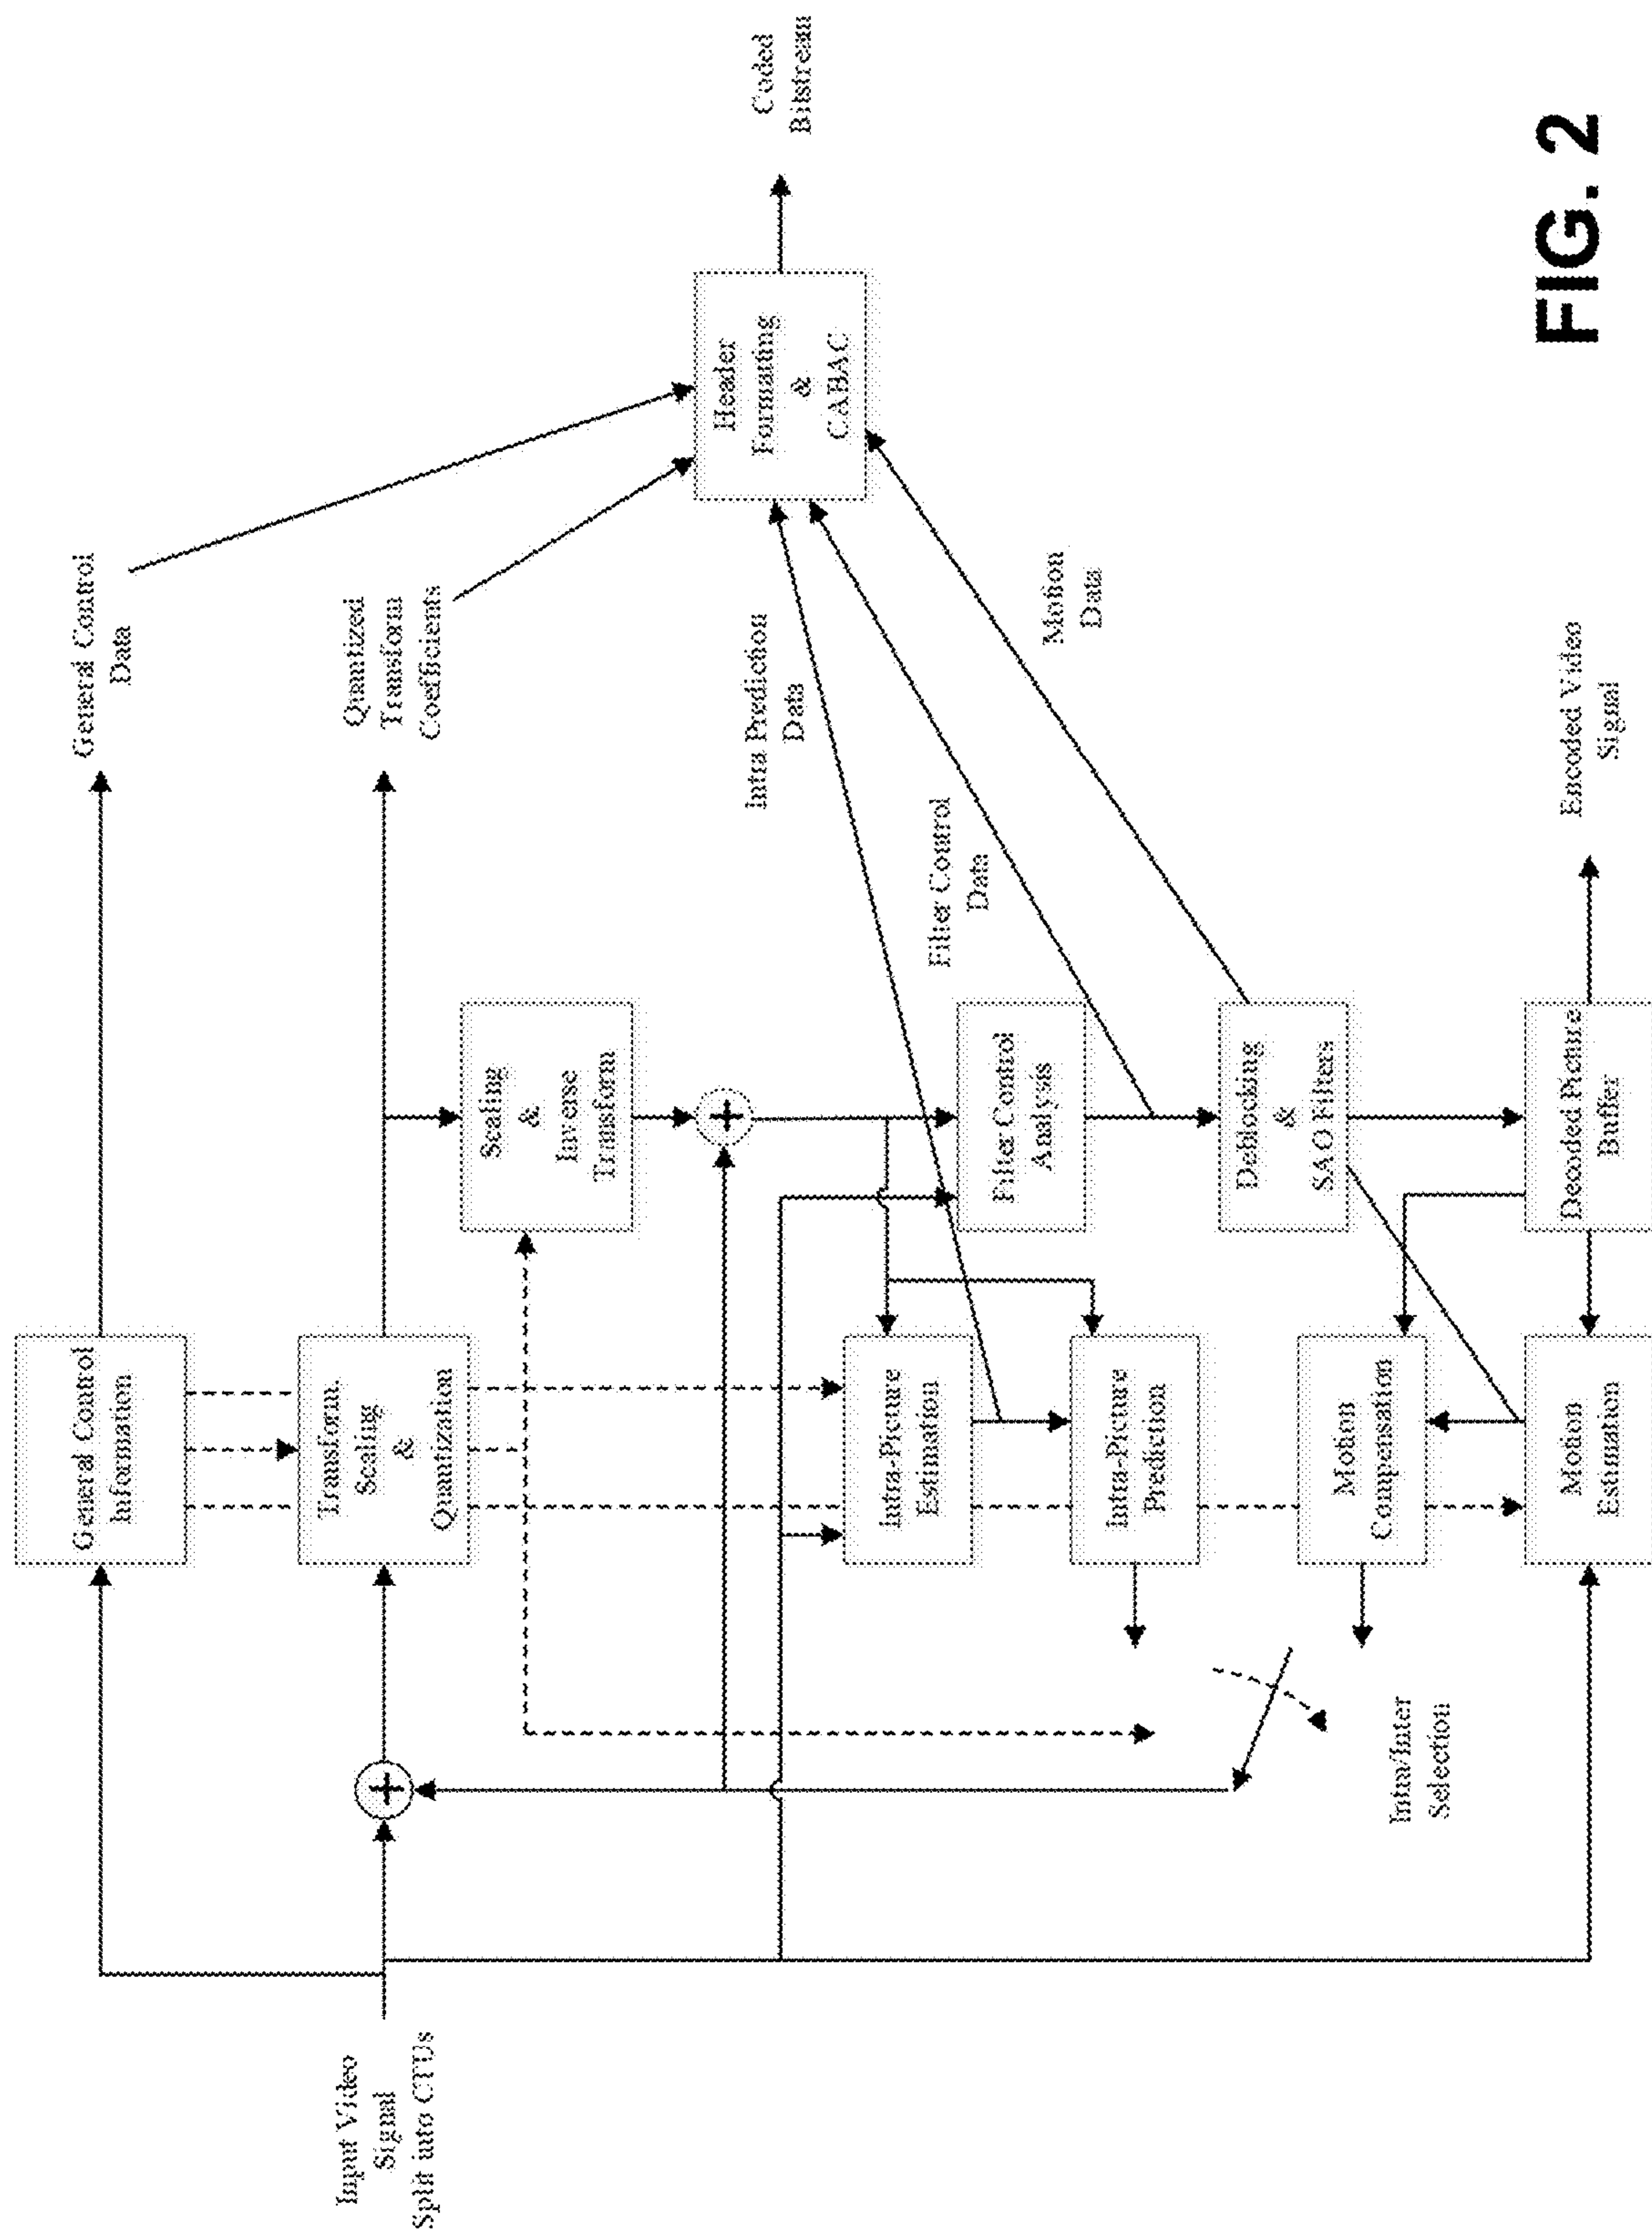 General Control
Information
General Control
Data
Input Video
Signal
Split into CTUs
Transform,
Scaling
&
Quantization
Quantized
Transform
Coefficients
Scaling
&
Inverse
Transform
Header
Formatting
&
CABAC
Coded
Bitstream
Intra Prediction
Data
Intra-Picture
Estimation
Filter Control
Data
Filter Control
Analysis
Motion
Data
Intra-Picture
Prediction
Deblocking
&
SAO Filters
Motion
Compensation
Intra/Inter
Selection
Motion
Estimation
Decoded Picture
Buffer
Encoded Video
Signal
FIG. 2